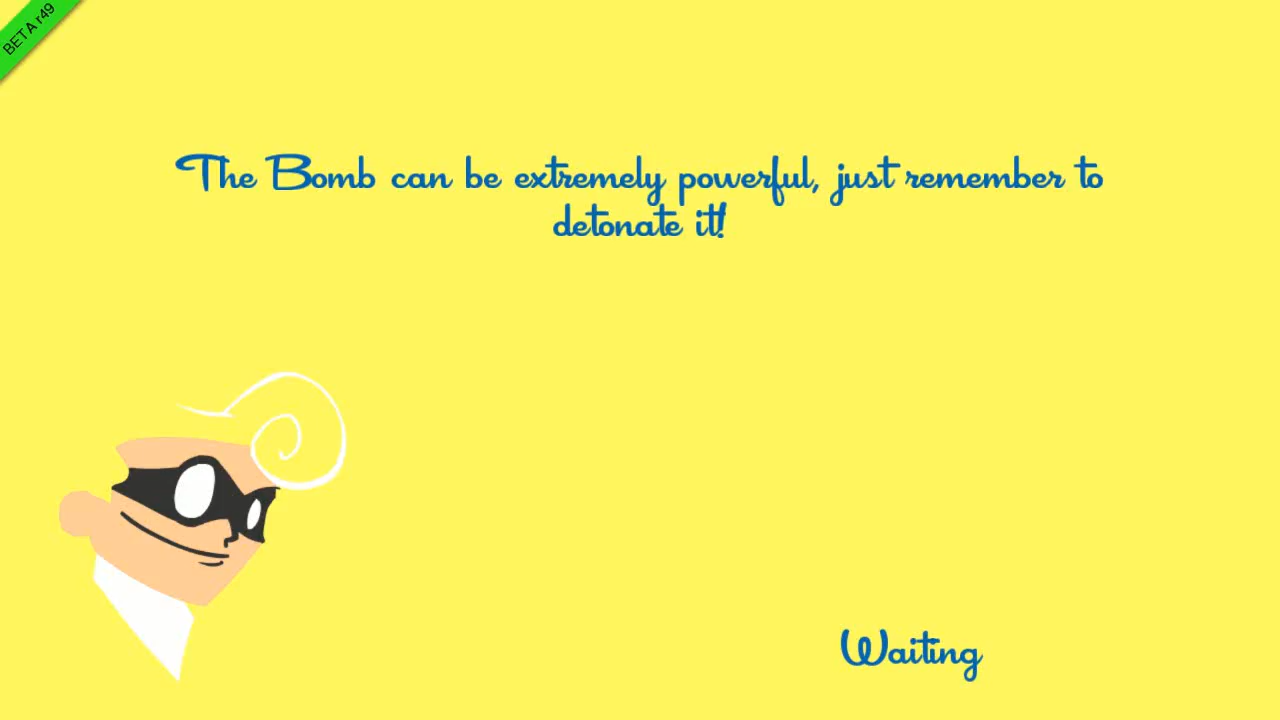 BETA r49
The Bomb can be extremely powerful, just remember to
detonate it!
Waiting